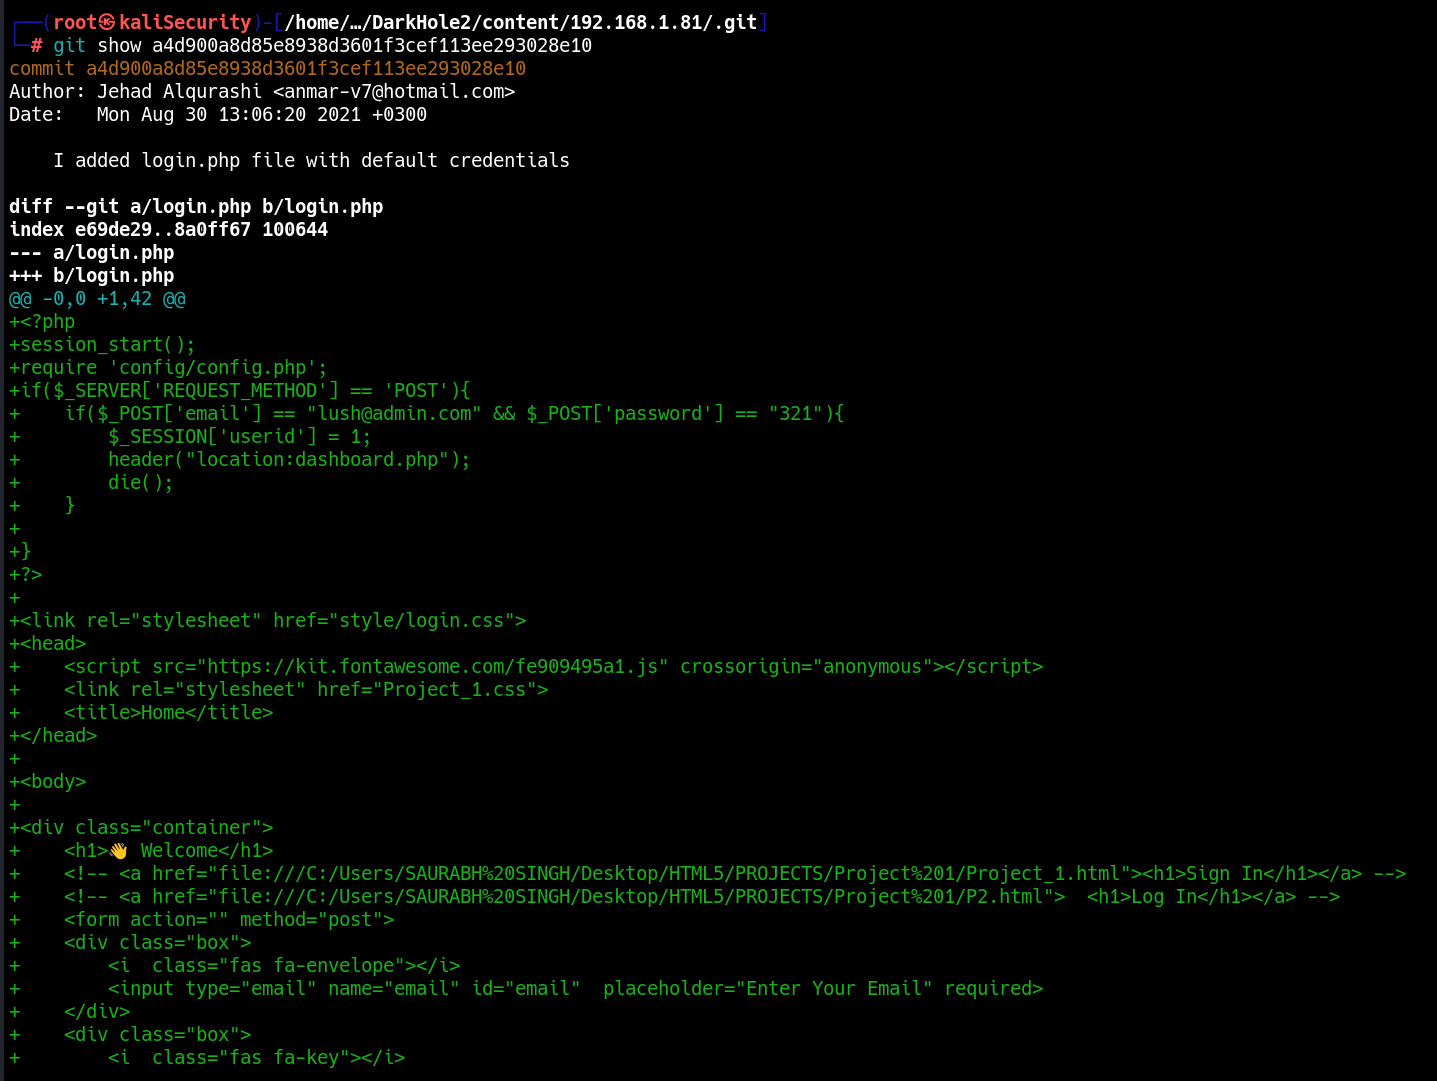 ┌──(root㉿kaliSecurity)-[/home/…/DarkHole2/content/192.168.1.81/.git]
└─# git show a4d900a8d85e8938d3601f3cef113ee293028e10
commit a4d900a8d85e8938d3601f3cef113ee293028e10
Author: Jehad Alqurashi <anmar-v7@hotmail.com>
Date:   Mon Aug 30 13:06:20 2021 +0300

    I added login.php file with default credentials

diff --git a/login.php b/login.php
index e69de29..8a0ff67 100644
--- a/login.php
+++ b/login.php
@@ -0,0 +1,42 @@
+<?php
+session_start();
+require 'config/config.php';
+if($_SERVER['REQUEST_METHOD'] == 'POST'){
+    if($_POST['email'] == "lush@admin.com" && $_POST['password'] == "321"){
+        $_SESSION['userid'] = 1;
+        header("location:dashboard.php");
+        die();
+    }
+
+}
+?>
+
+<link rel="stylesheet" href="style/login.css">
+<head>
+    <script src="https://kit.fontawesome.com/fe909495a1.js" crossorigin="anonymous"></script>
+    <link rel="stylesheet" href="Project_1.css">
+    <title>Home</title>
+</head>
+
+<body>
+
+<div class="container">
+    <h1>👋 Welcome</h1>
+    <!-- <a href="file:///C:/Users/SAURABH%20SINGH/Desktop/HTML5/PROJECTS/Project%201/Project_1.html"><h1>Sign In</h1></a> -->
+    <!-- <a href="file:///C:/Users/SAURABH%20SINGH/Desktop/HTML5/PROJECTS/Project%201/P2.html">  <h1>Log In</h1></a> -->
+    <form action="" method="post">
+    <div class="box">
+        <i  class="fas fa-envelope"></i>
+        <input type="email" name="email" id="email"  placeholder="Enter Your Email" required>
+    </div>
+    <div class="box">
+        <i  class="fas fa-key"></i>